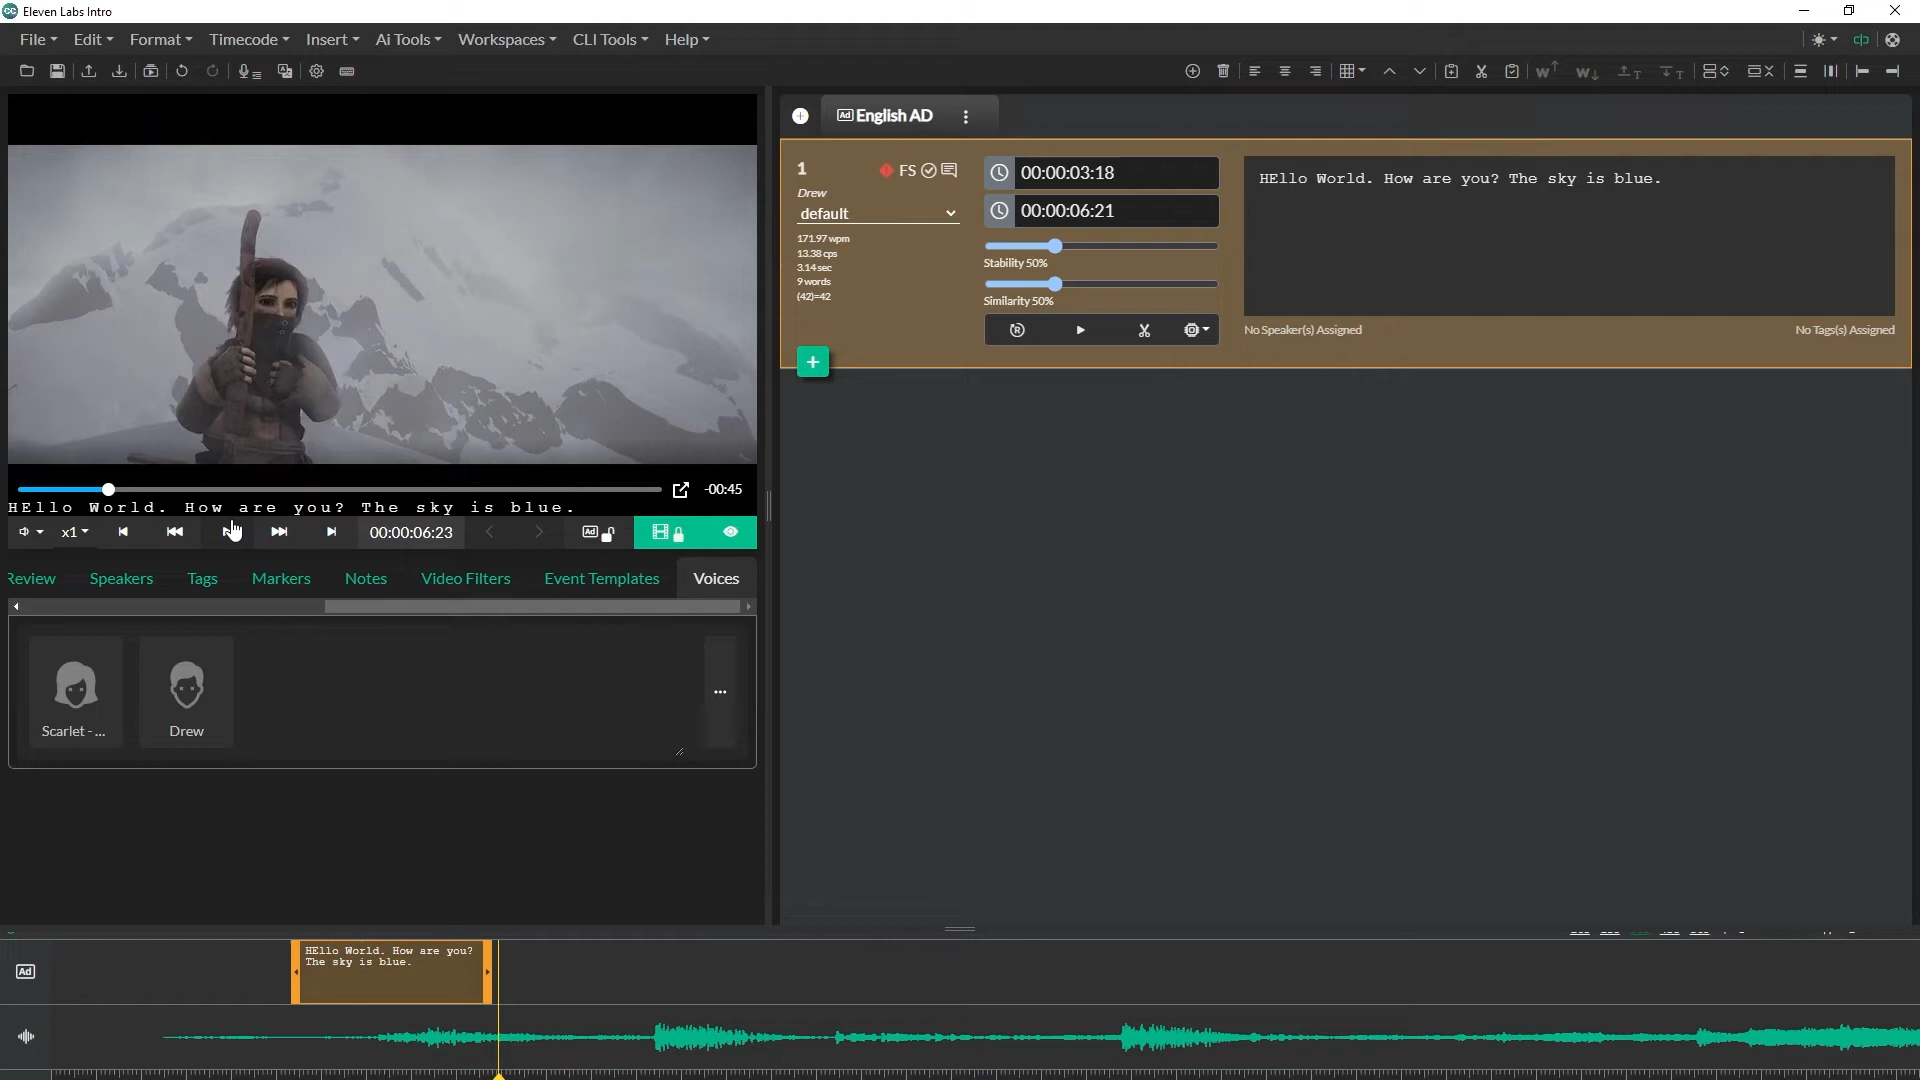 Eleven Labs Intro
File Edit Format Timecode Insert Ai Tools Workspaces CLI Tools Help
Ad English AD
1 FS
Drew
default
171.97 wpm
13.38 cps
3.14 sec
9 words
(42)=42
00:00:03:18
00:00:06:21
Stability 50%
Similarity 50%
HEllo World. How are you? The sky is blue.
No Speaker(s) Assigned No Tags(s) Assigned
-00:45
HEllo World. How are you? The sky is blue.
x1 00:00:06:23 Ad
Review Speakers Tags Markers Notes Video Filters Event Templates Voices
Scarlet - ... Drew
Ad
HEllo World. How are you?
The sky is blue.